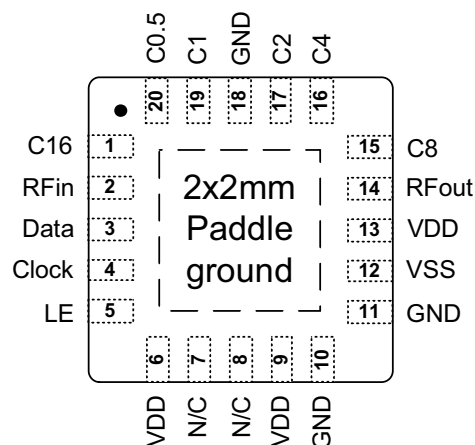 C0.5
C1
GND
C2
C4
20
19
18
17
16
C16 1
RFin 2
Data 3
Clock 4
LE 5
2x2mm
Paddle
ground
15 C8
14 RFout
13 VDD
12 VSS
11 GND
6
7
8
9
10
VDD
N/C
N/C
VDD
GND